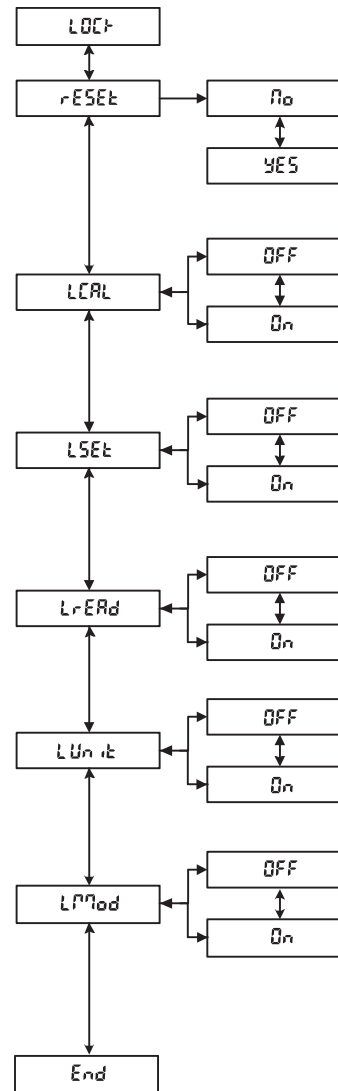 LOCk
rESEt
No
YES
LCAL
OFF
On
LSEt
OFF
On
LrEAd
OFF
On
LUnit
OFF
On
LMMod
OFF
On
End